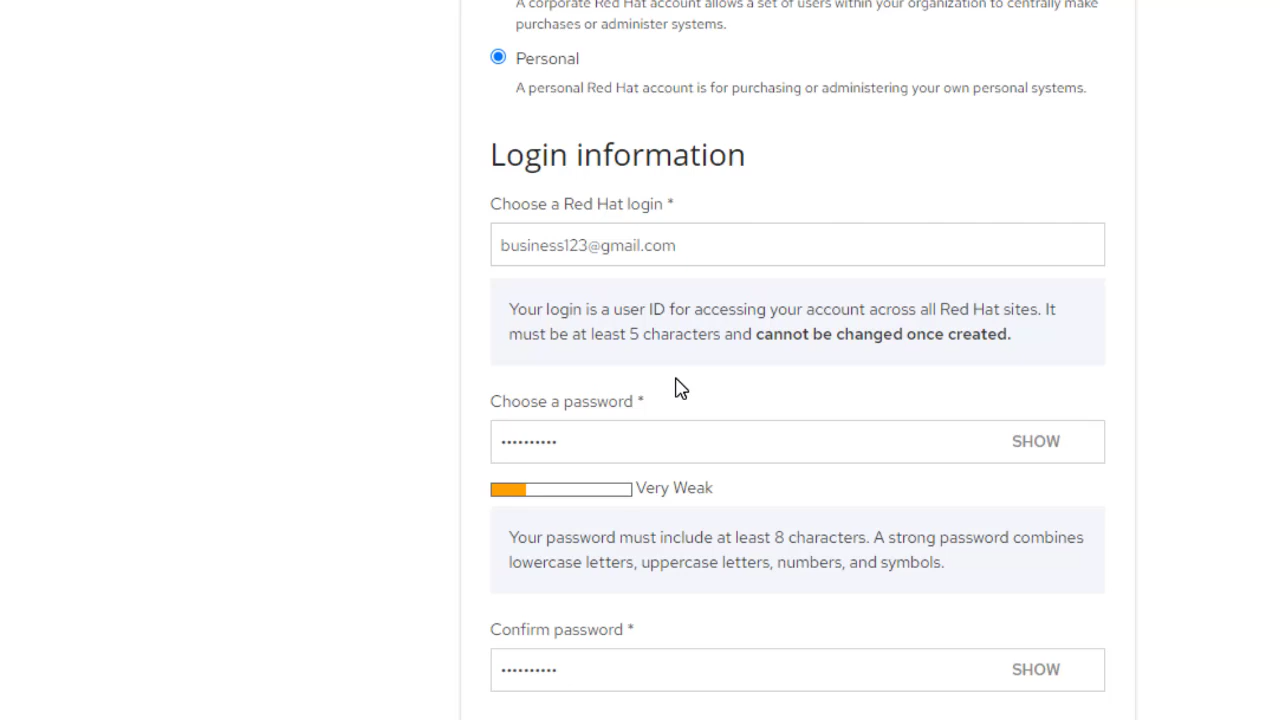 A corporate Red Hat account allows a set of users within your organization to centrally make
purchases or administer systems.
Personal
A personal Red Hat account is for purchasing or administering your own personal systems.
Login information
Choose a Red Hat login *
business123@gmail.com
Your login is a user ID for accessing your account across all Red Hat sites. It
must be at least 5 characters and cannot be changed once created.
Choose a password *
•••••••••• SHOW
Very Weak
Your password must include at least 8 characters. A strong password combines
lowercase letters, uppercase letters, numbers, and symbols.
Confirm password *
•••••••••• SHOW